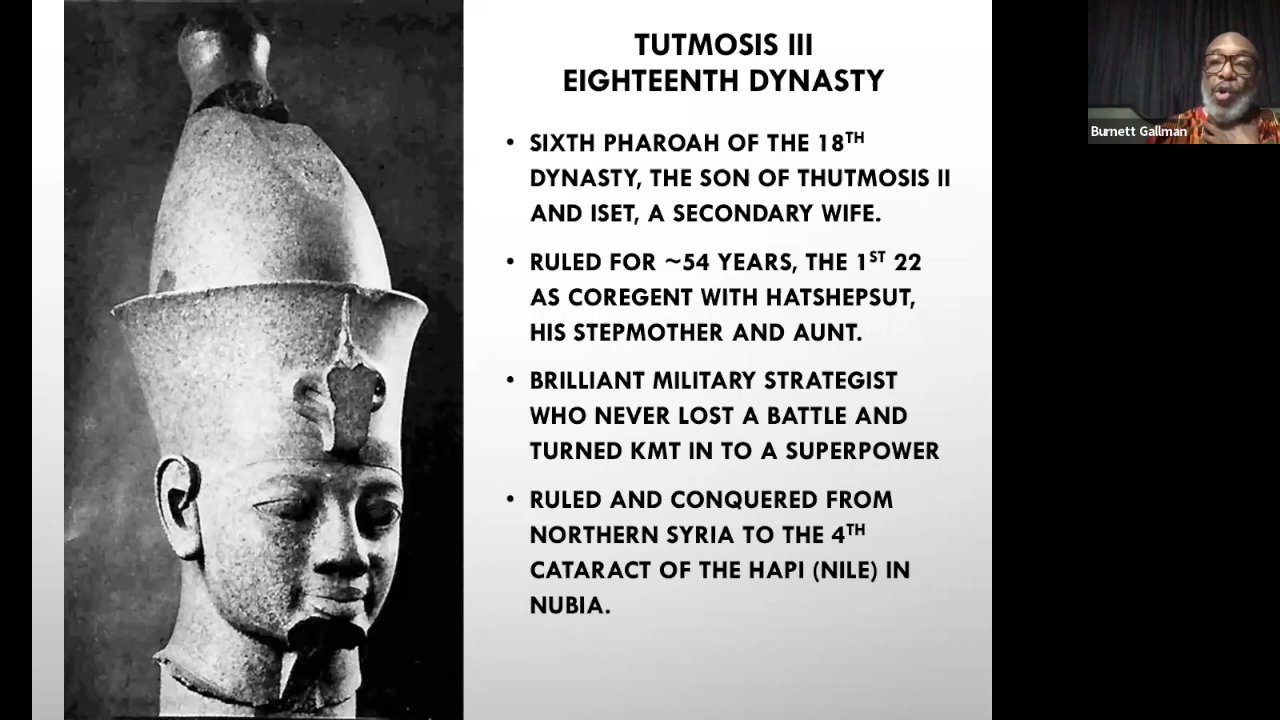 TUTMOSIS III
EIGHTEENTH DYNASTY
• SIXTH PHAROAH OF THE 18TH
DYNASTY, THE SON OF THUTMOSIS II
AND ISET, A SECONDARY WIFE.
• RULED FOR ~54 YEARS, THE 1ST 22
AS COREGENT WITH HATSHEPSUT,
HIS STEPMOTHER AND AUNT.
• BRILLIANT MILITARY STRATEGIST
WHO NEVER LOST A BATTLE AND
TURNED KMT IN TO A SUPERPOWER
• RULED AND CONQUERED FROM
NORTHERN SYRIA TO THE 4TH
CATARACT OF THE HAPI (NILE) IN
NUBIA.
Burnett Gallman